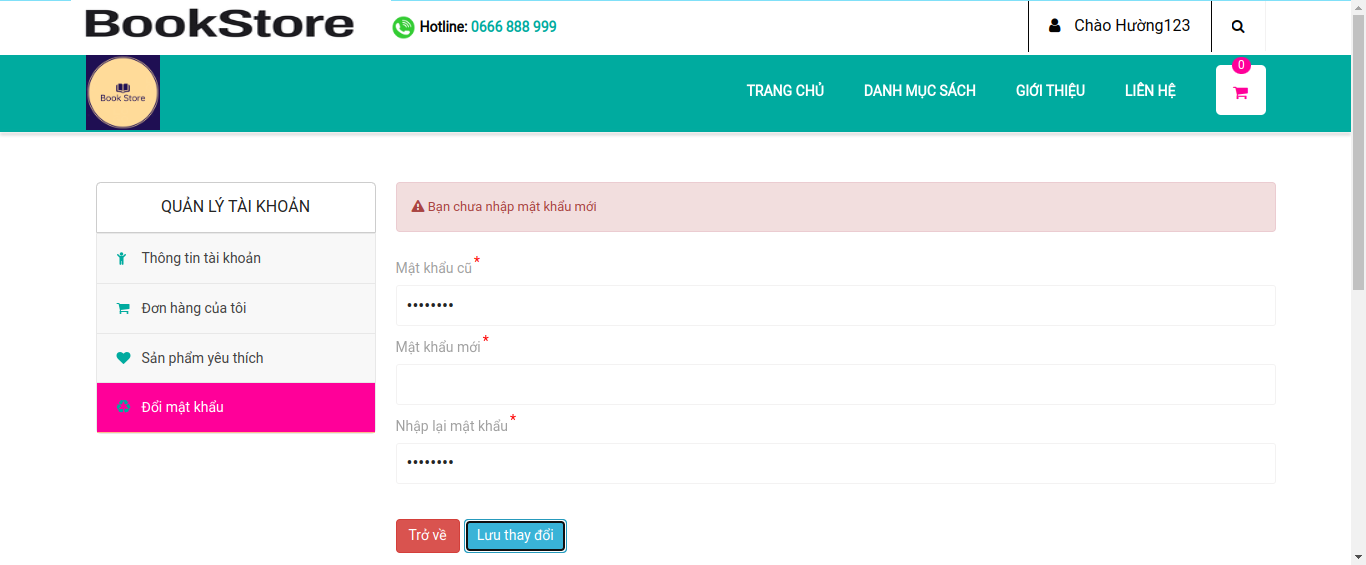 BookStore
Hotline: 0666 888 999
Chào Hường123
Book Store
TRANG CHỦ
DANH MỤC SÁCH
GIỚI THIỆU
LIÊN HỆ
0
QUẢN LÝ TÀI KHOẢN
Thông tin tài khoản
Đơn hàng của tôi
Sản phẩm yêu thích
Đổi mật khẩu
Bạn chưa nhập mật khẩu mới
Mật khẩu cũ*
••••••••
Mật khẩu mới*
Nhập lại mật khẩu*
••••••••
Trở về
Lưu thay đổi